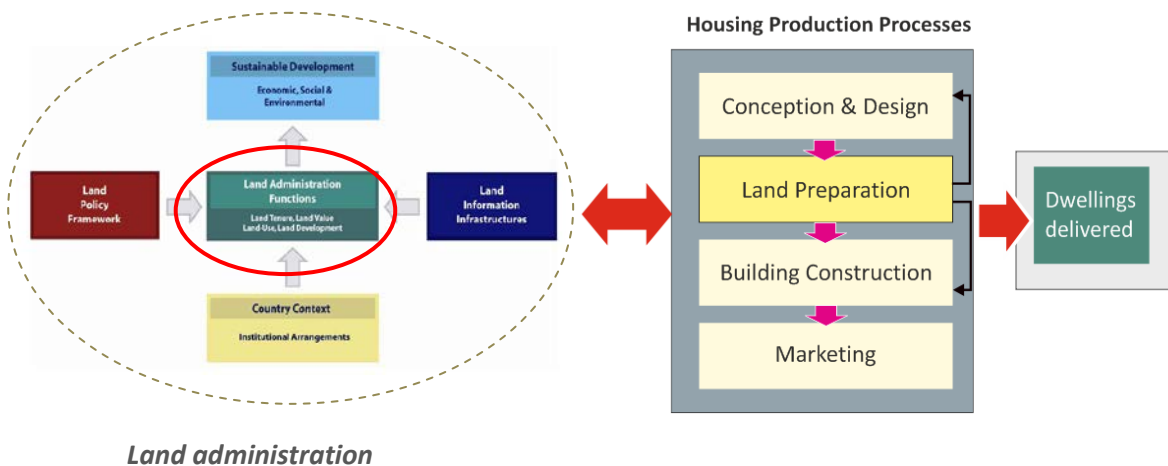 Housing Production Processes
Sustainable Development
Economic, Social &
Environmental
Land
Policy
Framework
Land Administration
Functions
Land Tenure, Land Value
Land-Use, Land Development
Land
Information
Infrastructures
Country Context
Institutional Arrangements
Conception & Design
Land Preparation
Building Construction
Marketing
Dwellings
delivered
Land administration